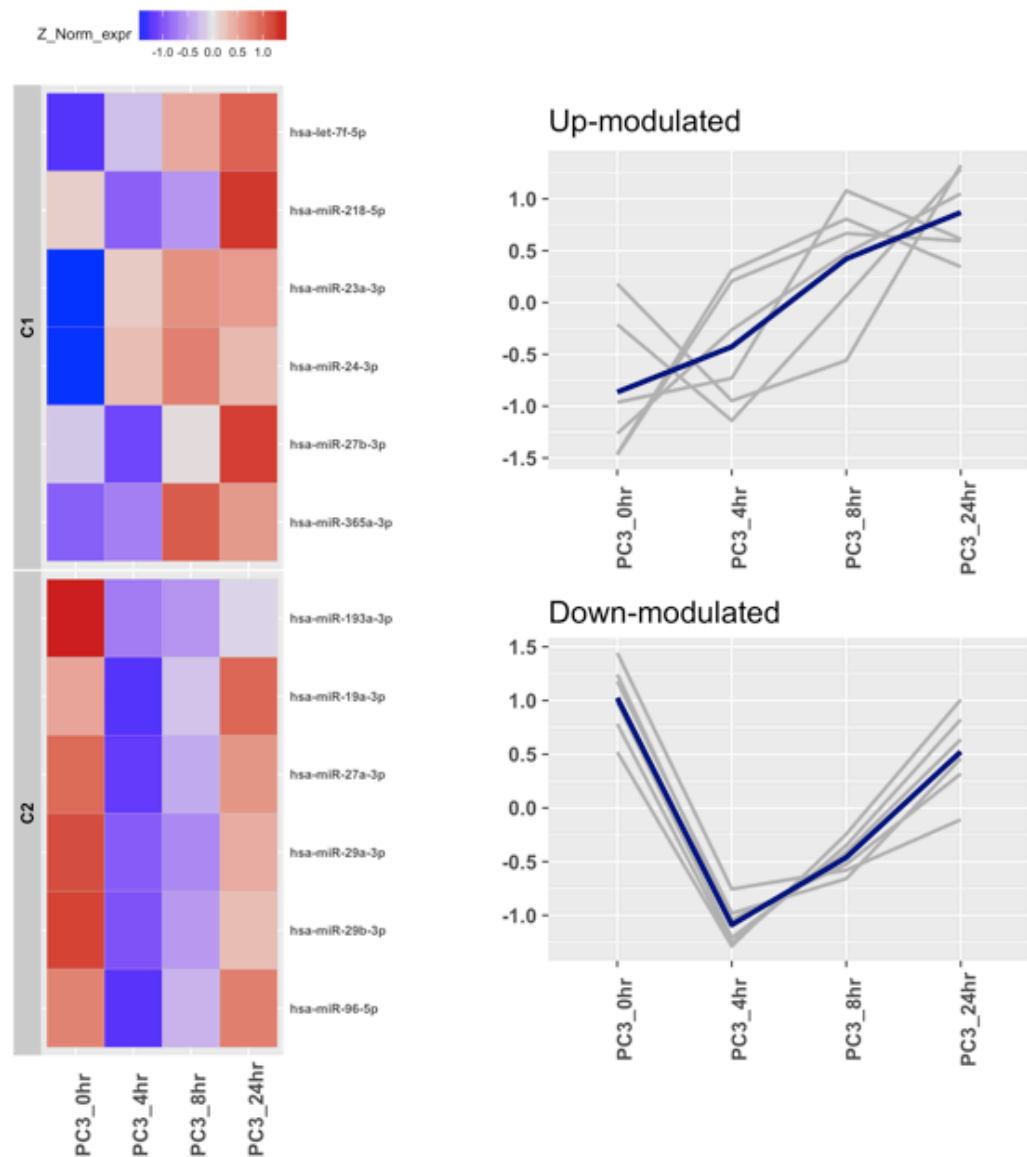 Z_Norm_expr
-1.0 -0.5 0.0 0.5 1.0
C1
hsa-let-7f-5p
hsa-miR-218-5p
hsa-miR-23a-3p
hsa-miR-24-3p
hsa-miR-27b-3p
hsa-miR-365a-3p
C2
hsa-miR-193a-3p
hsa-miR-19a-3p
hsa-miR-27a-3p
hsa-miR-29a-3p
hsa-miR-29b-3p
hsa-miR-96-5p
PC3_0hr
PC3_4hr
PC3_8hr
PC3_24hr
Up-modulated
1.0
0.5
0.0
-0.5
-1.0
-1.5
PC3_0hr
PC3_4hr
PC3_8hr
PC3_24hr
Down-modulated
1.5
1.0
0.5
0.0
-0.5
-1.0
PC3_0hr
PC3_4hr
PC3_8hr
PC3_24hr